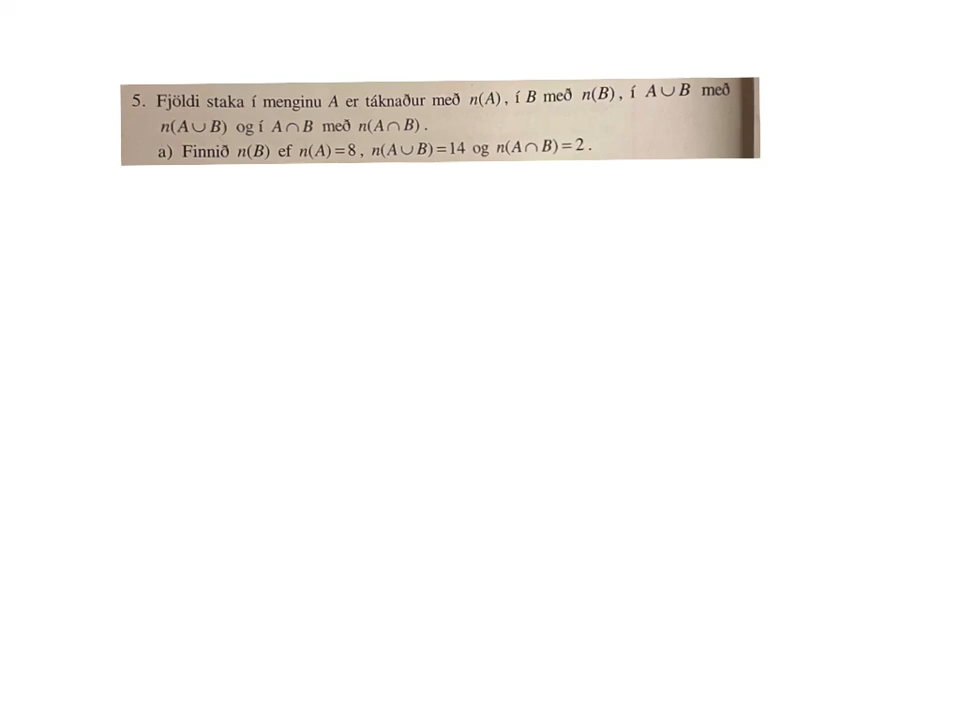 5. Fjöldi staka í menginu A er táknaður með n(A), í B með n(B), í A∪B með
n(A∪B) og í A∩B með n(A∩B).
a) Finnið n(B) ef n(A)=8, n(A∪B)=14 og n(A∩B)=2.